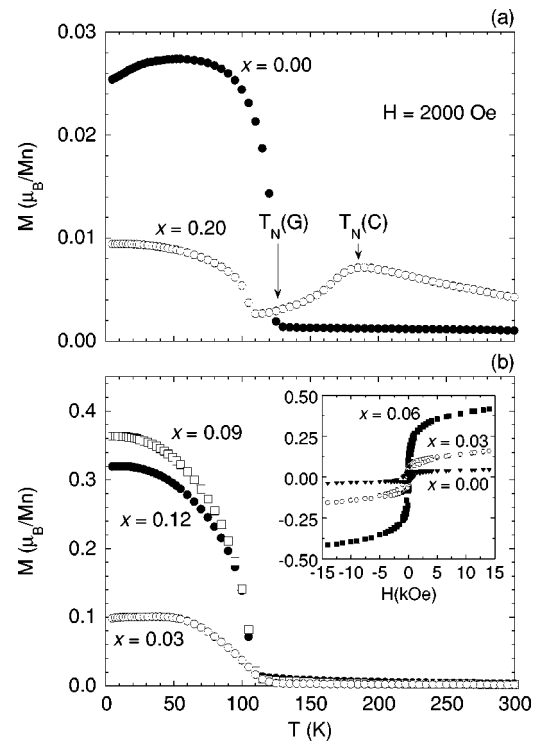 (a)
0.03
x = 0.00
H = 2000 Oe
0.02
M (μB/Mn)
TN(G)
TN(C)
0.01
x = 0.20
0.00
(b)
0.4
x = 0.09
0.3
x = 0.12
M (μB/Mn)
0.2
0.1
x = 0.03
0.0
0 50 100 150 200 250 300
T (K)
0.50
x = 0.06
0.25
x = 0.03
0.00
x = 0.00
-0.25
-0.50
-15 -10 -5 0 5 10 15
H(kOe)